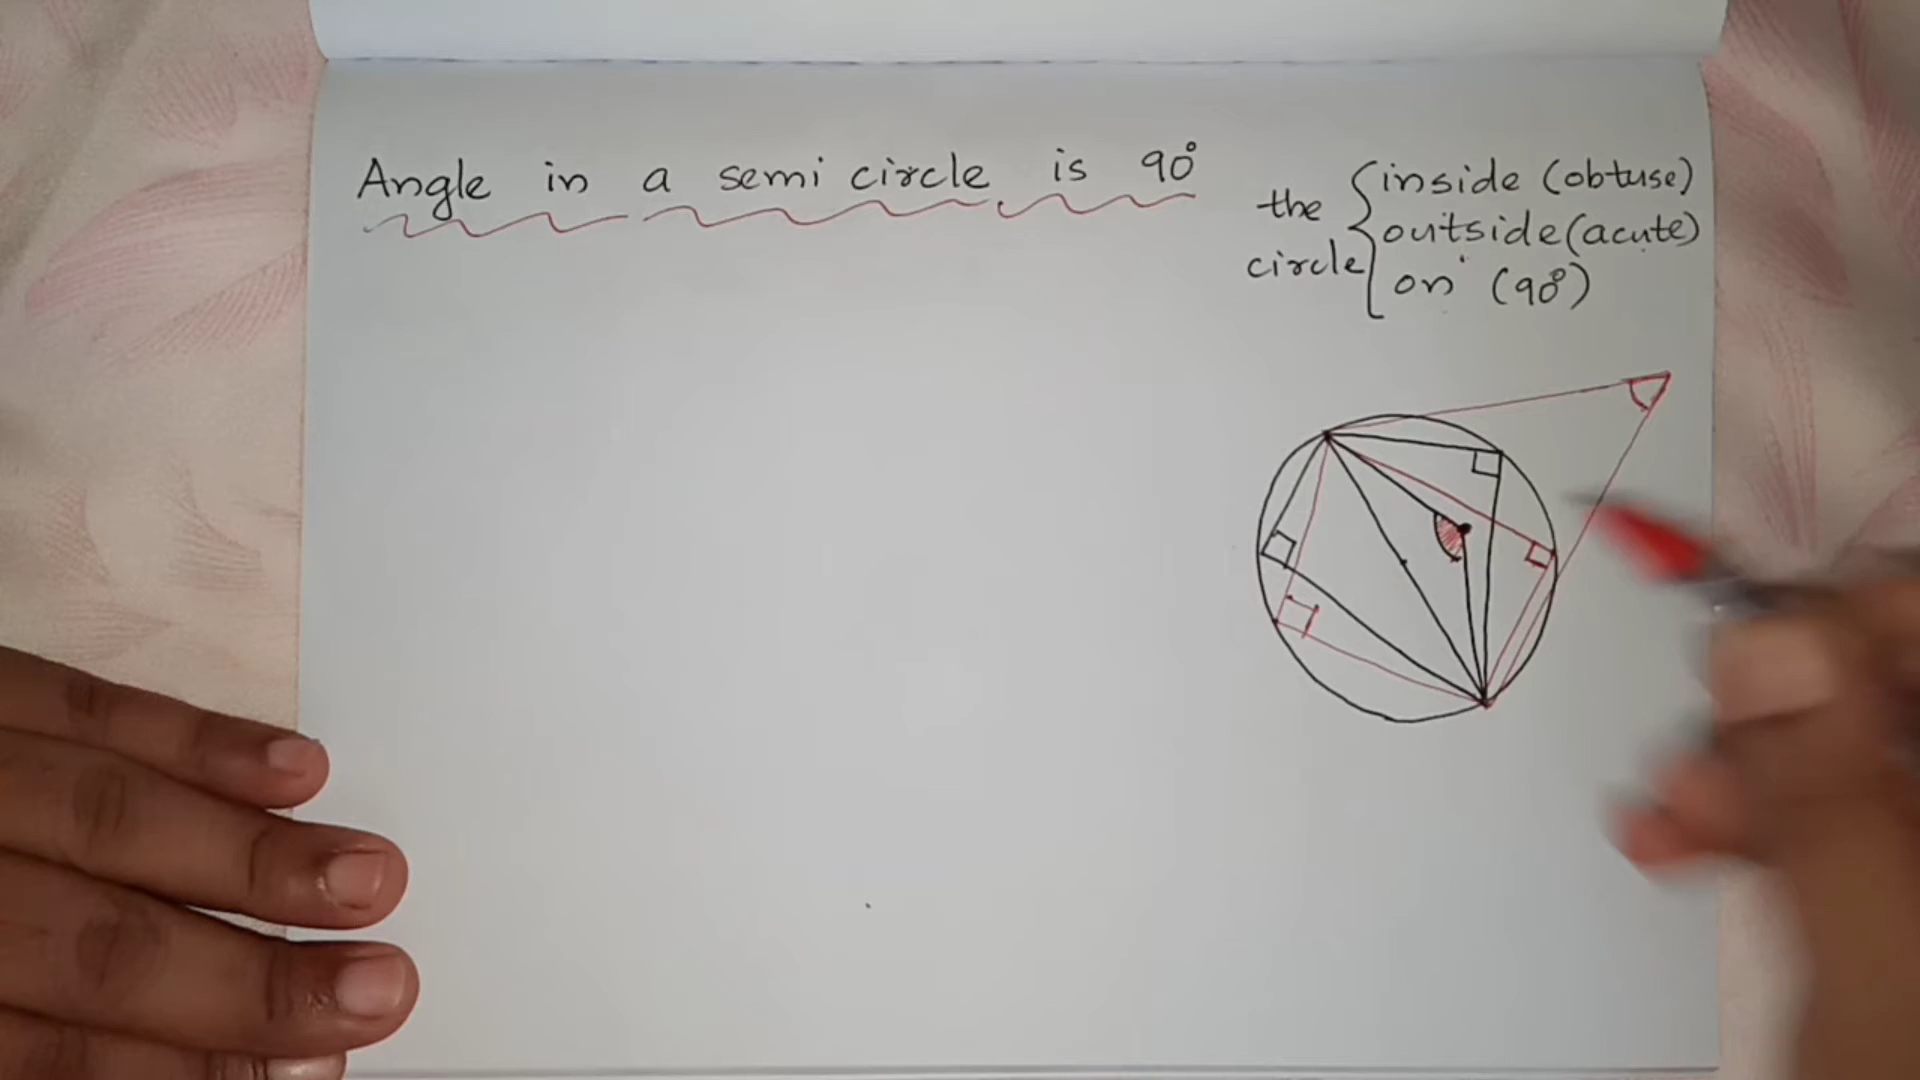 Angle in a semi circle is 90°
the circle { inside (obtuse)
outside (acute)
on (90°)